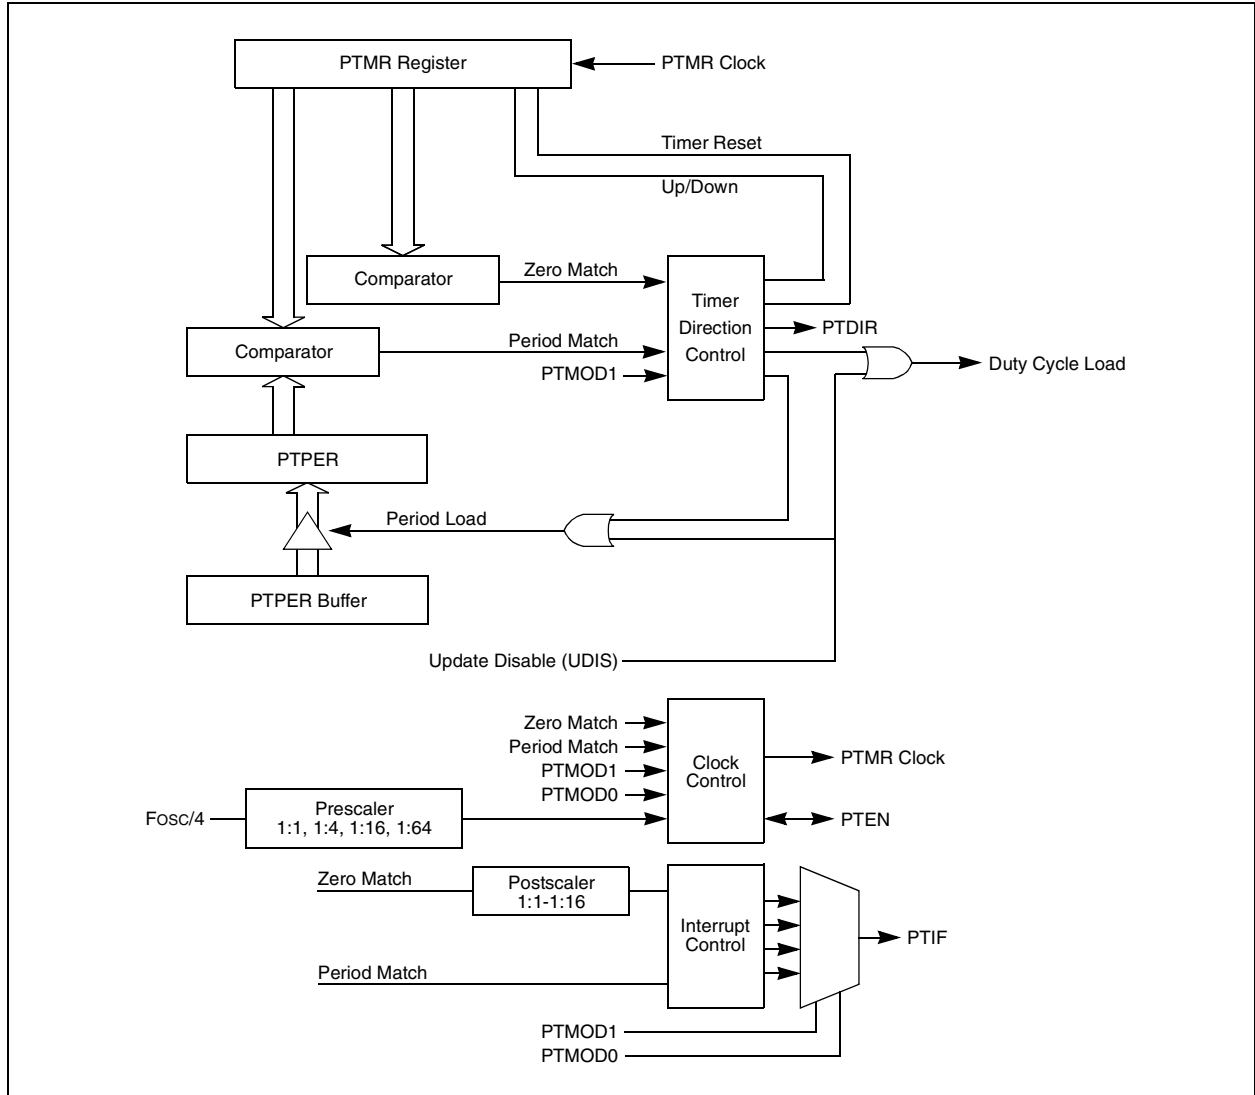 PTMR Register
PTMR Clock
Timer Reset
Up/Down
Comparator
Zero Match
Timer
Direction
Control
PTDIR
Comparator
Period Match
PTMOD1
Duty Cycle Load
PTPER
Period Load
PTPER Buffer
Update Disable (UDIS)
Zero Match
Period Match
PTMOD1
PTMOD0
Clock
Control
PTMR Clock
PTEN
Fosc/4
Prescaler
1:1, 1:4, 1:16, 1:64
Zero Match
Postscaler
1:1-1:16
Interrupt
Control
PTIF
Period Match
PTMOD1
PTMOD0